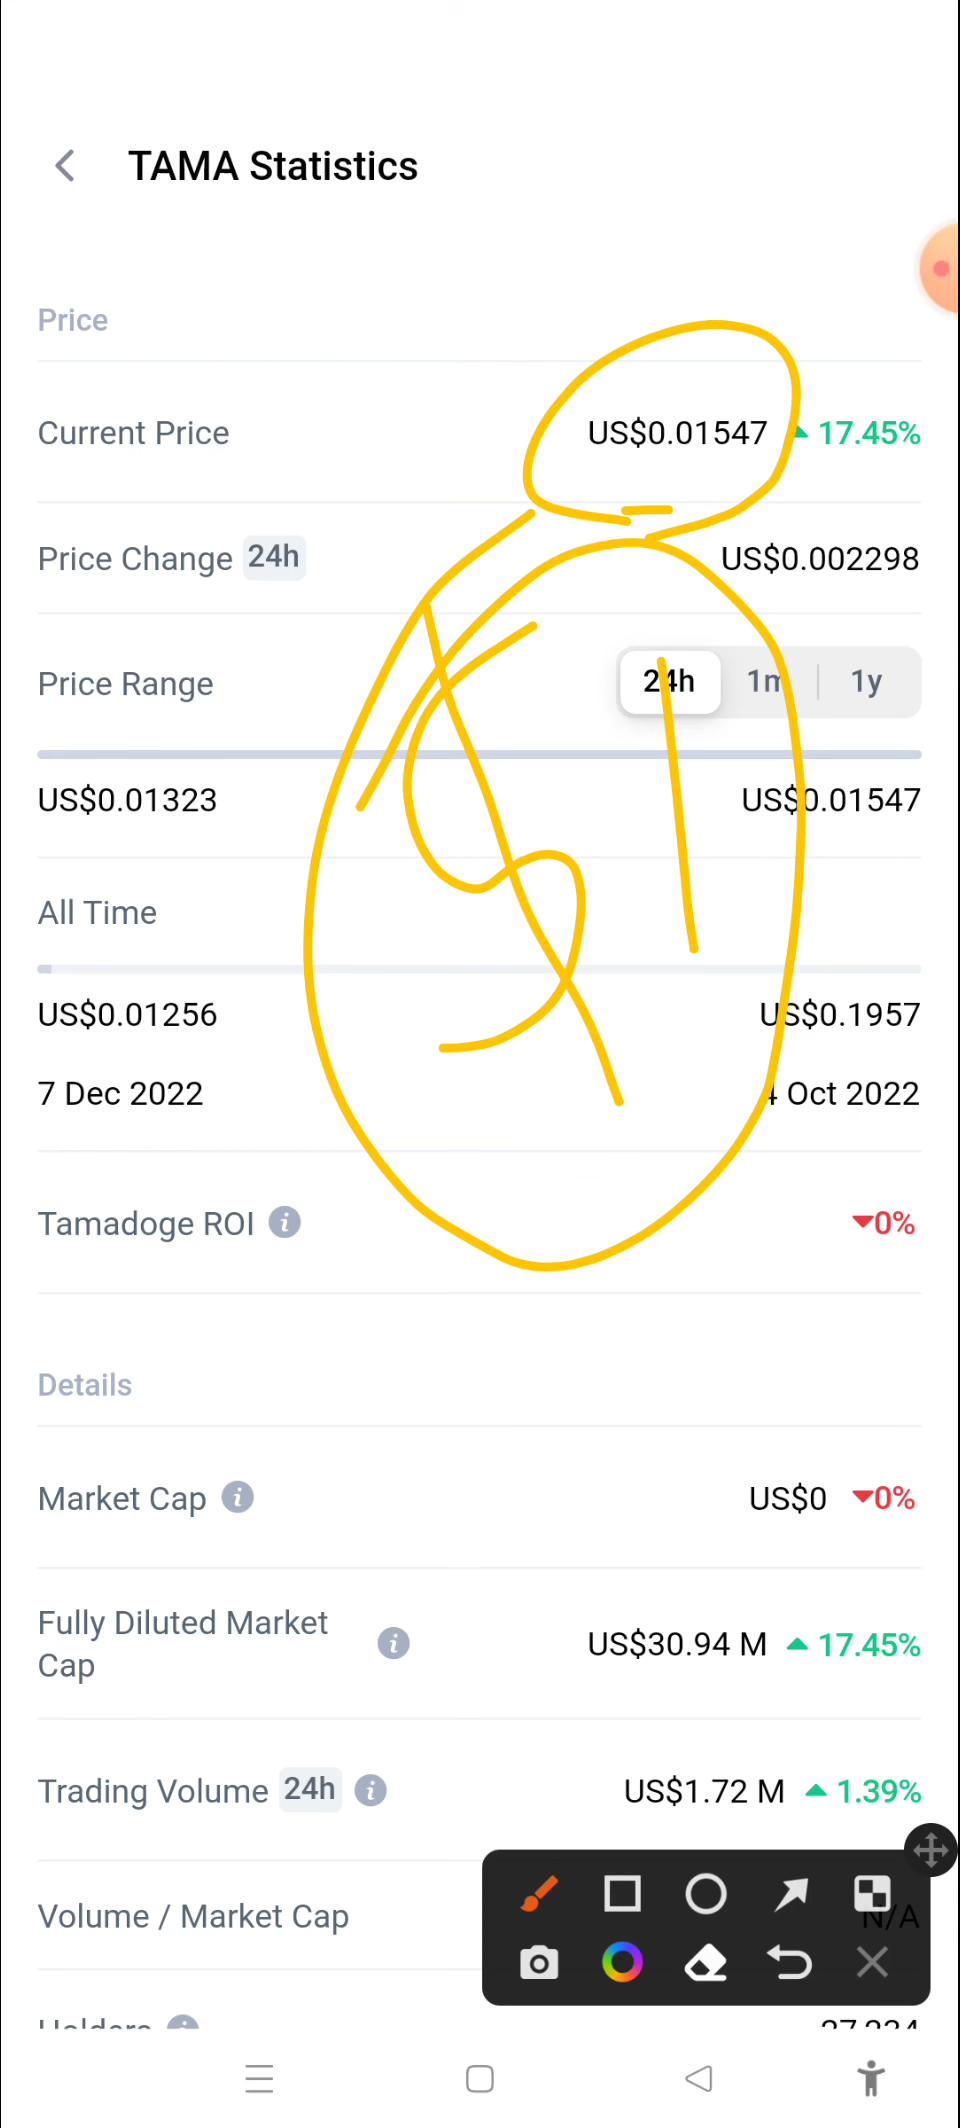 TAMA Statistics
Price
Current Price US$0.01547 17.45%
Price Change 24h US$0.002298
Price Range 24h 1m 1y
US$0.01323 US$0.01547
All Time
US$0.01256 US$0.1957
7 Dec 2022 4 Oct 2022
Tamadoge ROI 0%
Details
Market Cap US$0 0%
Fully Diluted Market
Cap US$30.94 M 17.45%
Trading Volume 24h US$1.72 M 1.39%
Volume / Market Cap N/A
Holders